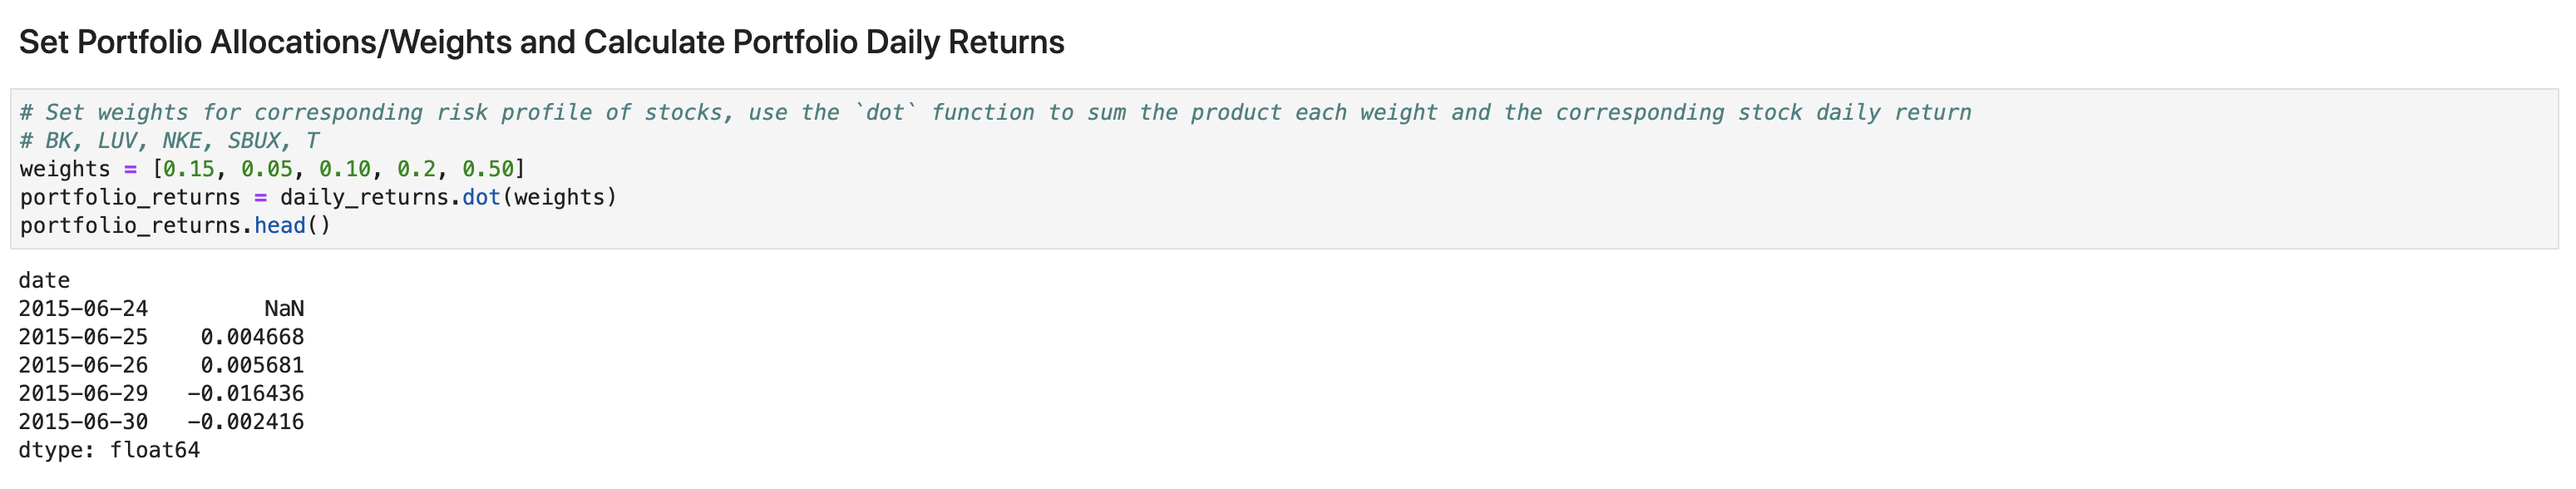 Set Portfolio Allocations/Weights and Calculate Portfolio Daily Returns
# Set weights for corresponding risk profile of stocks, use the `dot` function to sum the product each weight and the corresponding stock daily return
# BK, LUV, NKE, SBUX, T
weights = [0.15, 0.05, 0.10, 0.2, 0.50]
portfolio_returns = daily_returns.dot(weights)
portfolio_returns.head()
date
2015-06-24         NaN
2015-06-25    0.004668
2015-06-26    0.005681
2015-06-29   -0.016436
2015-06-30   -0.002416
dtype: float64